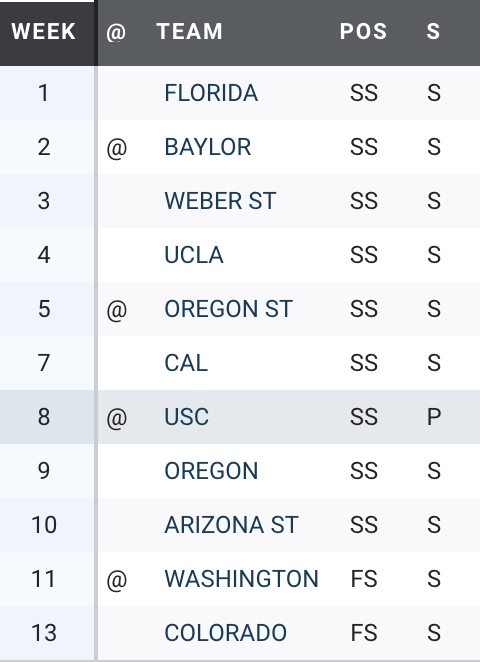 WEEK @ TEAM POS S
1 FLORIDA SS S
2 @ BAYLOR SS S
3 WEBER ST SS S
4 UCLA SS S
5 @ OREGON ST SS S
7 CAL SS S
8 @ USC SS P
9 OREGON SS S
10 ARIZONA ST SS S
11 @ WASHINGTON FS S
13 COLORADO FS S